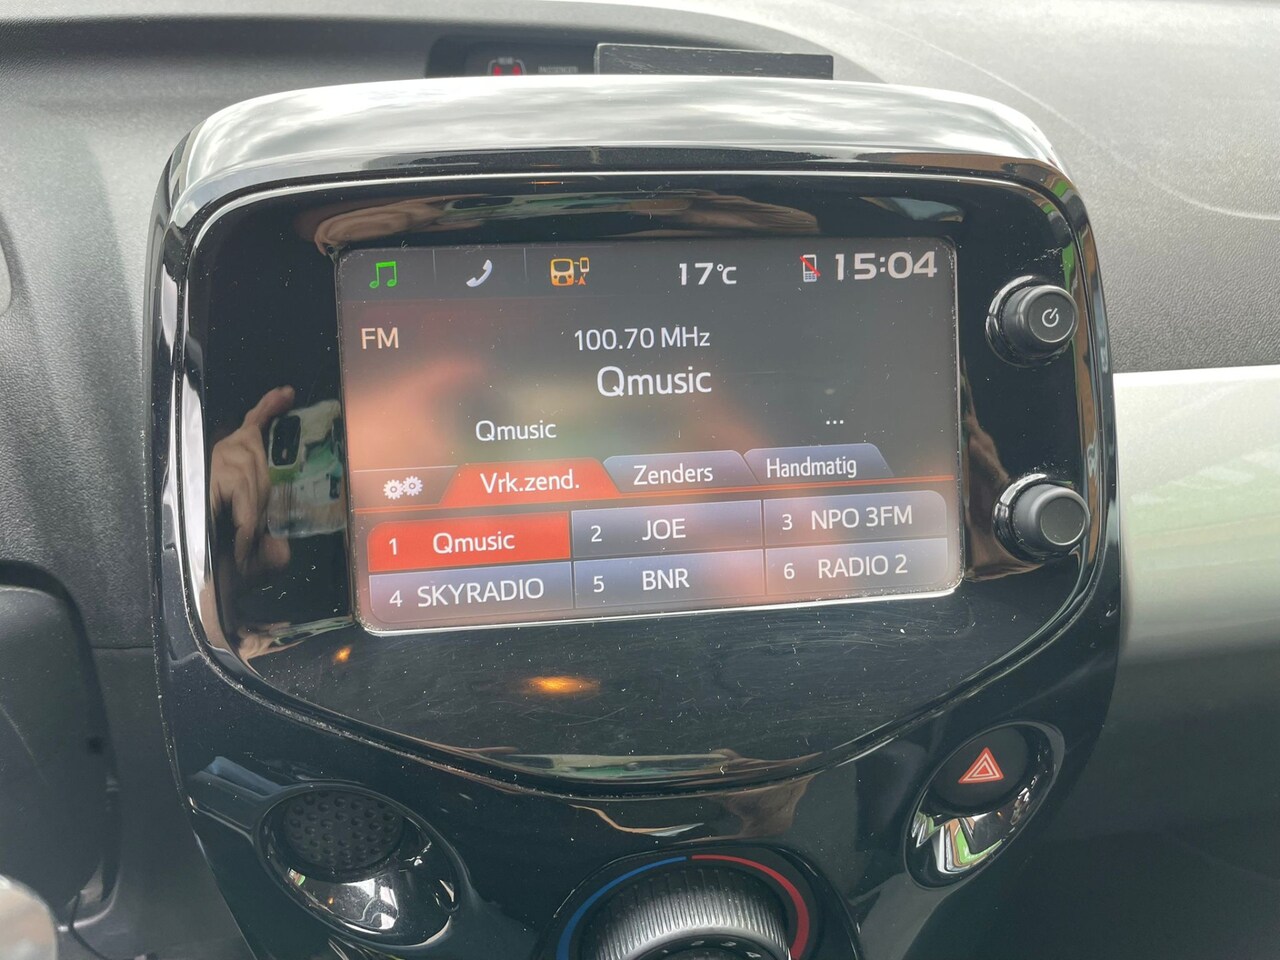 17°C 15:04
FM 100.70 MHz
Qmusic
Qmusic ...
Vrk.zend. Zenders Handmatig
1 Qmusic 2 JOE 3 NPO 3FM
4 SKYRADIO 5 BNR 6 RADIO 2